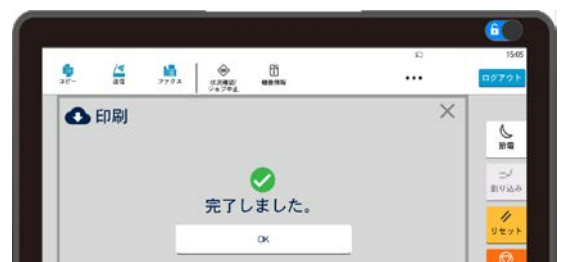 15:05
コピー
送信
ファクス
状況確認/
ジョブ中止
機器情報
...
ログアウト
印刷
節電
完了しました。
割り込み
OK
リセット